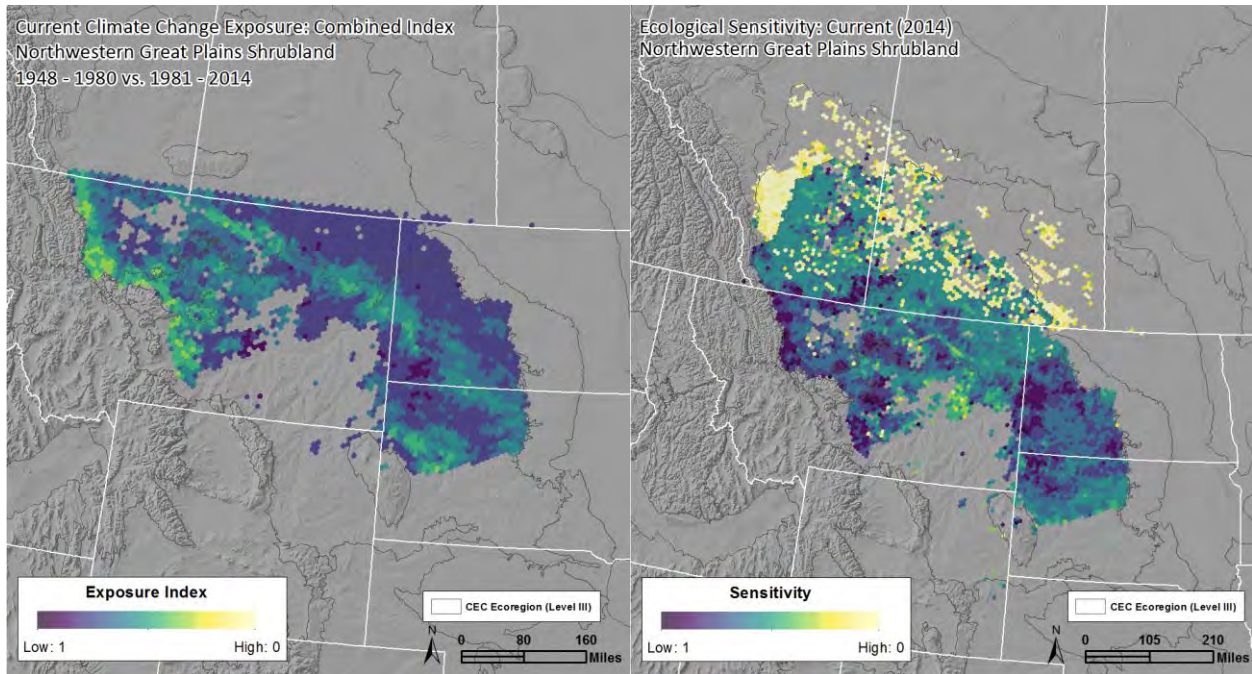 Current Climate Change Exposure: Combined Index
Northwestern Great Plains Shrubland
1948 - 1980 vs. 1981 - 2014
Exposure Index
Low: 1
High: 0
CEC Ecoregion (Level III)
N
0
80
160
Miles
Ecological Sensitivity: Current (2014)
Northwestern Great Plains Shrubland
Sensitivity
Low: 1
High: 0
CEC Ecoregion (Level III)
N
0
105
210
Miles